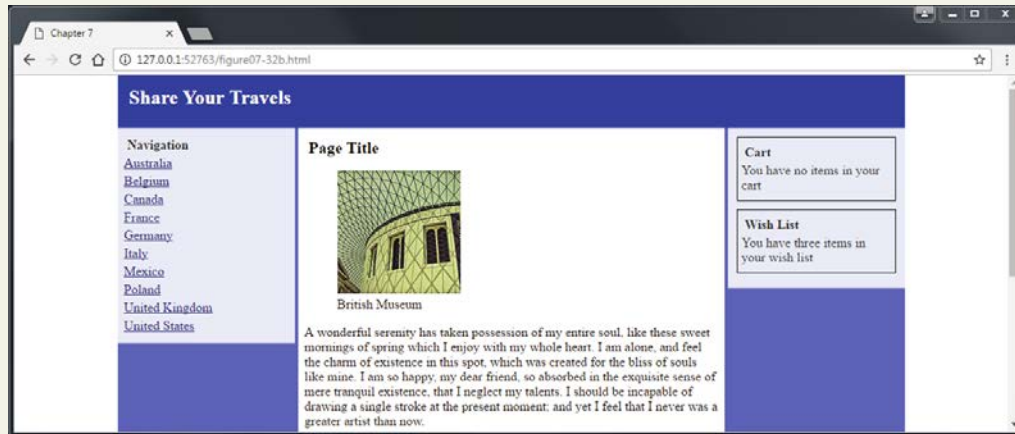 Chapter 7
127.0.0.1:52763/figure07-32b.html
Share Your Travels
Navigation
Australia
Belgium
Canada
France
Germany
Italy
Mexico
Poland
United Kingdom
United States
Page Title
British Museum
A wonderful serenity has taken possession of my entire soul, like these sweet
mornings of spring which I enjoy with my whole heart. I am alone, and feel
the charm of existence in this spot, which was created for the bliss of souls
like mine. I am so happy, my dear friend, so absorbed in the exquisite sense of
mere tranquil existence, that I neglect my talents. I should be incapable of
drawing a single stroke at the present moment; and yet I feel that I never was a
greater artist than now.
Cart
You have no items in your
cart
Wish List
You have three items in
your wish list